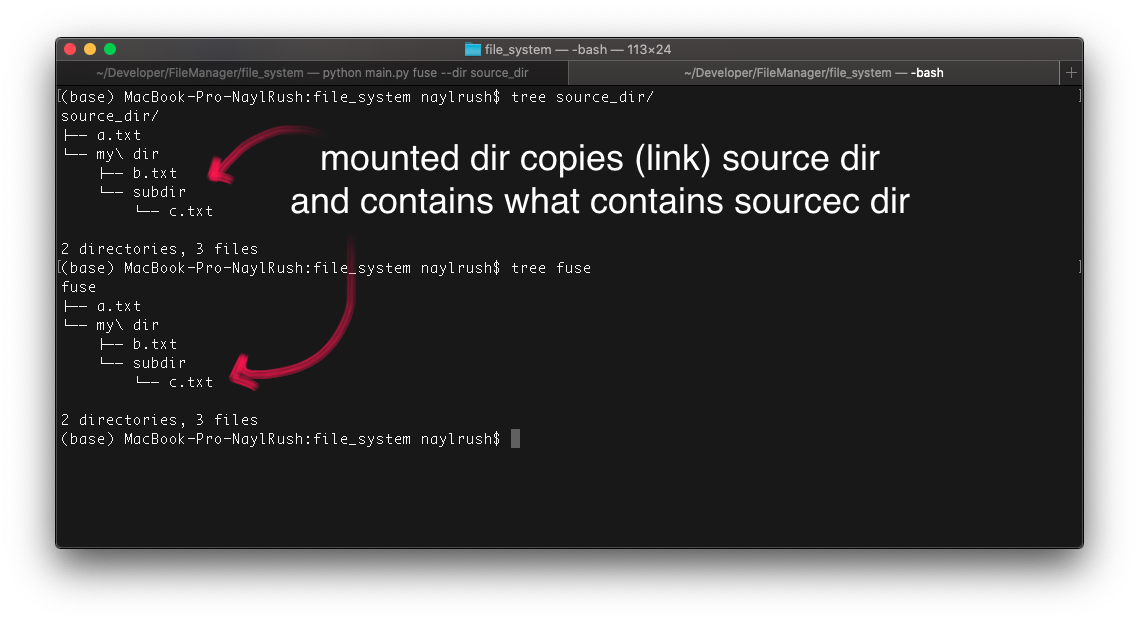 file_system — -bash — 113×24
~/Developer/FileManager/file_system — python main.py fuse --dir source_dir
~/Developer/FileManager/file_system — -bash
+
[(base) MacBook-Pro-NaylRush:file_system naylrush$ tree source_dir/ ]
source_dir/
├── a.txt
└── my\ dir
    ├── b.txt
    └── subdir
        └── c.txt
mounted dir copies (link) source dir
and contains what contains sourcec dir
2 directories, 3 files
[(base) MacBook-Pro-NaylRush:file_system naylrush$ tree fuse ]
fuse
├── a.txt
└── my\ dir
    ├── b.txt
    └── subdir
        └── c.txt
2 directories, 3 files
(base) MacBook-Pro-NaylRush:file_system naylrush$